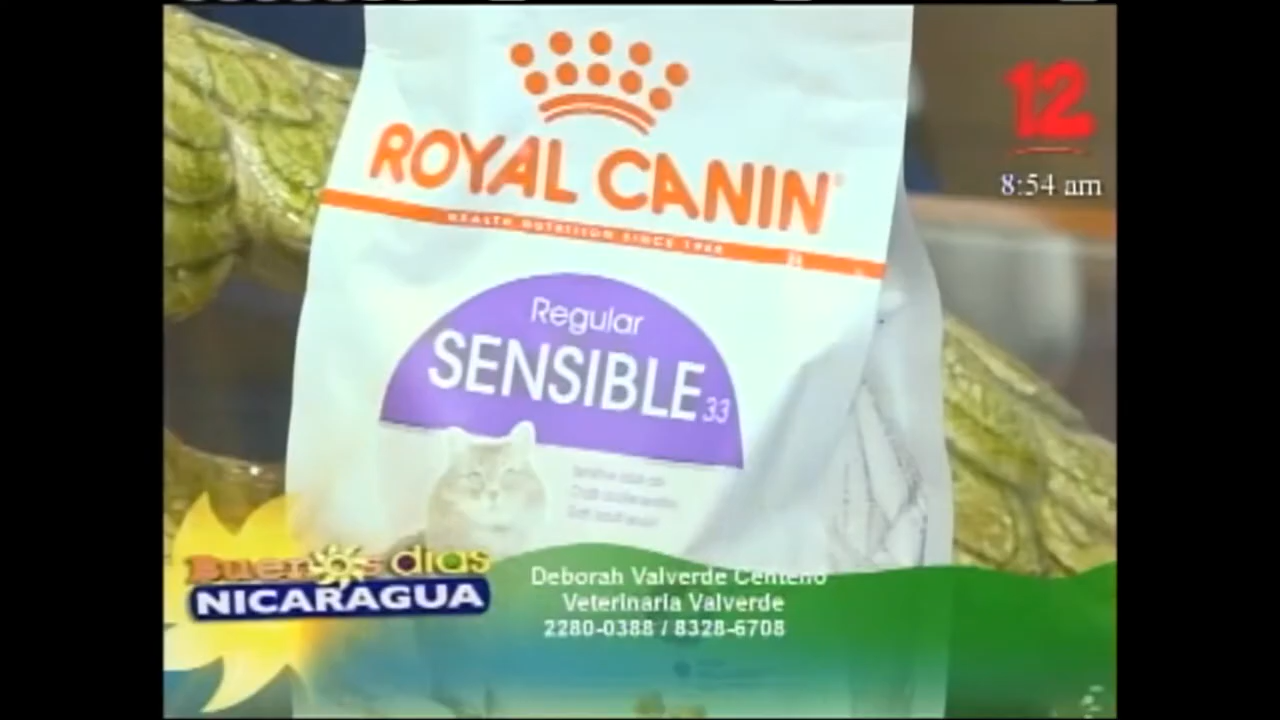 12
8:54 am
ROYAL CANIN
HEALTH NUTRITION SINCE 1968
Regular
SENSIBLE 33
Buenos días
NICARAGUA
Deborah Valverde Centeno
Veterinaria Valverde
2280-0388 / 8328-6708